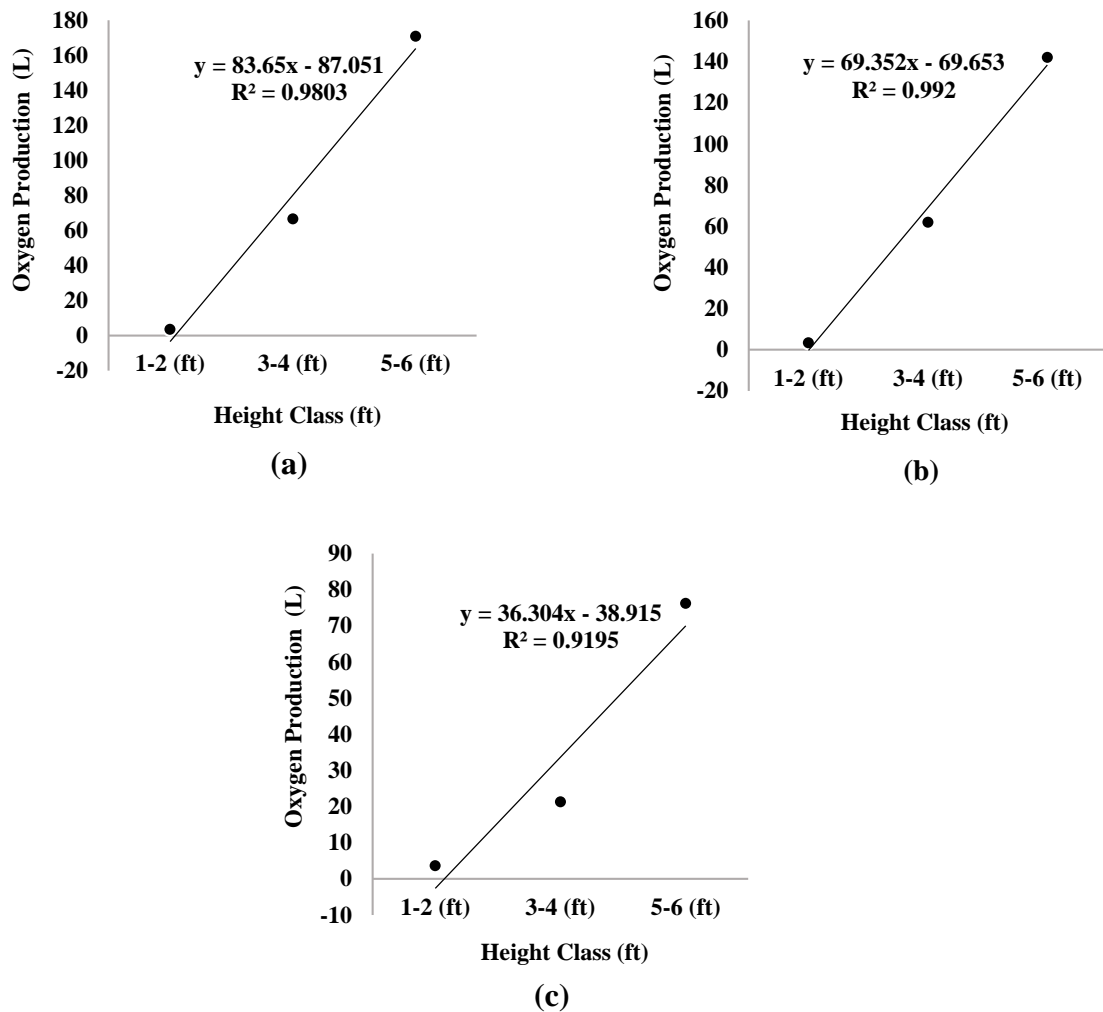 180
160
140
120
100
80
60
40
20
0
-20
Oxygen Production (L)
y = 83.65x - 87.051
R² = 0.9803
1-2 (ft) 3-4 (ft) 5-6 (ft)
Height Class (ft)
(a)
160
140
120
100
80
60
40
20
0
-20
Oxygen Production (L)
y = 69.352x - 69.653
R² = 0.992
1-2 (ft) 3-4 (ft) 5-6 (ft)
Height Class (ft)
(b)
90
80
70
60
50
40
30
20
10
0
-10
Oxygen Production (L)
y = 36.304x - 38.915
R² = 0.9195
1-2 (ft) 3-4 (ft) 5-6 (ft)
Height Class (ft)
(c)